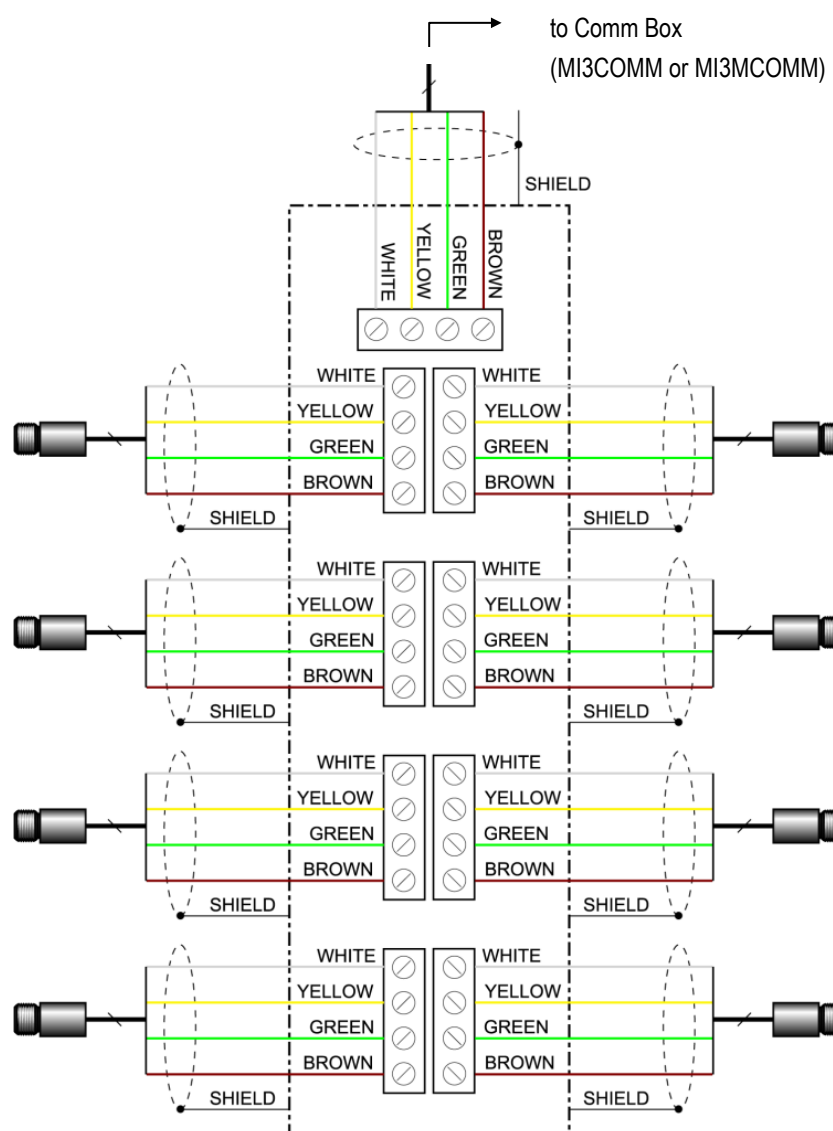 to Comm Box
(MI3COMM or MI3MCOMM)
SHIELD
WHITE
YELLOW
GREEN
BROWN
WHITE WHITE
YELLOW YELLOW
GREEN GREEN
BROWN BROWN
SHIELD SHIELD
WHITE WHITE
YELLOW YELLOW
GREEN GREEN
BROWN BROWN
SHIELD SHIELD
WHITE WHITE
YELLOW YELLOW
GREEN GREEN
BROWN BROWN
SHIELD SHIELD
WHITE WHITE
YELLOW YELLOW
GREEN GREEN
BROWN BROWN
SHIELD SHIELD